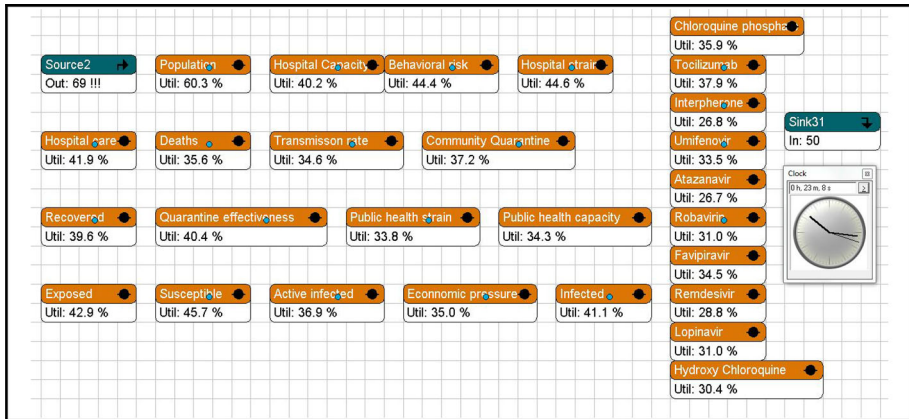 Chloroquine phosphate
Util: 35.9 %
Source2
Out: 69 !!!
Population
Util: 60.3 %
Hospital Capacity
Util: 40.2 %
Behavioral risk
Util: 44.4 %
Hospital strain
Util: 44.6 %
Tocilizumab
Util: 37.9 %
Interpherone
Util: 26.8 %
Sink31
In: 50
Hospital care
Util: 41.9 %
Deaths
Util: 35.6 %
Transmisson rate
Util: 34.6 %
Community Quarantine
Util: 37.2 %
Umifenovir
Util: 33.5 %
Atazanavir
Util: 26.7 %
Clock
0 h, 23 m, 8 s
Recovered
Util: 39.6 %
Quarantine effectiveness
Util: 40.4 %
Public health strain
Util: 33.8 %
Public health capacity
Util: 34.3 %
Robavirin
Util: 31.0 %
Favipiravir
Util: 34.5 %
Exposed
Util: 42.9 %
Susceptible
Util: 45.7 %
Active infected
Util: 36.9 %
Econnomic pressure
Util: 35.0 %
Infected
Util: 41.1 %
Remdesivir
Util: 28.8 %
Lopinavir
Util: 31.0 %
Hydroxy Chloroquine
Util: 30.4 %